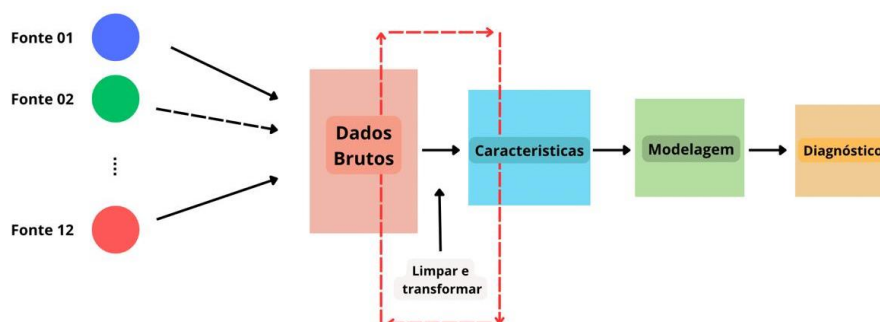 Fonte 01
Fonte 02
Fonte 12
Dados
Brutos
Caracteristicas
Modelagem
Diagnóstico
Limpar e
transformar